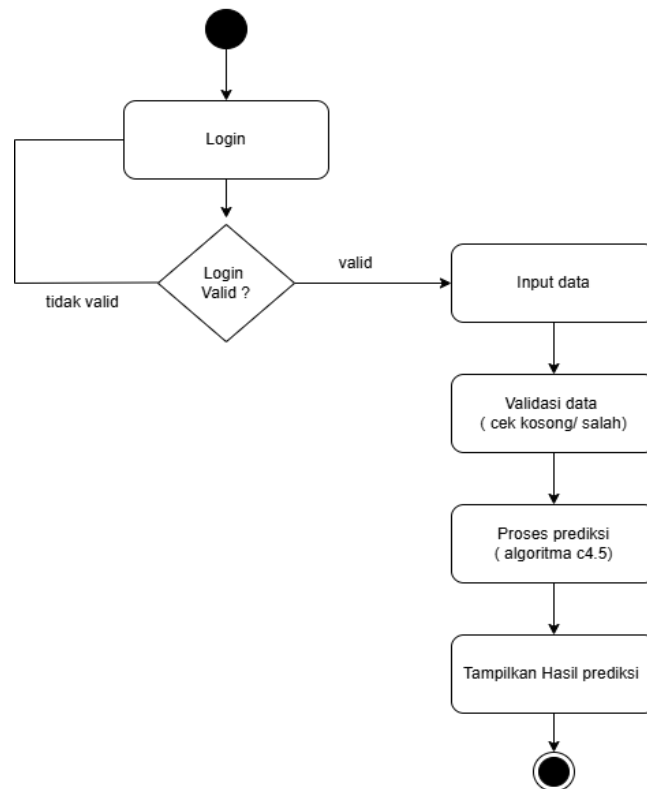 Login
Login
Valid ?
tidak valid
valid
Input data
Validasi data
( cek kosong/ salah)
Proses prediksi
( algoritma c4.5)
Tampilkan Hasil prediksi